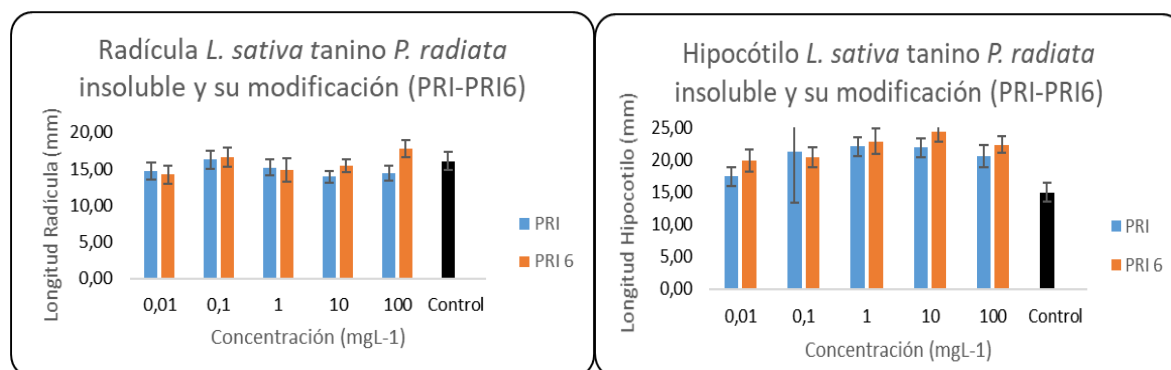 Radícula L. sativa tanino P. radiata
insoluble y su modificación (PRI-PRI6)
Longitud Radícula (mm)
20,00
15,00
10,00
5,00
0,00
0,01 0,1 1 10 100 Control
Concentración (mgL-1)
PRI
PRI 6
Hipocótilo L. sativa tanino P. radiata
insoluble y su modificación (PRI-PRI6)
Longitud Hipocotilo (mm)
25,00
20,00
15,00
10,00
5,00
0,00
0,01 0,1 1 10 100 Control
Concentración (mgL-1)
PRI
PRI 6